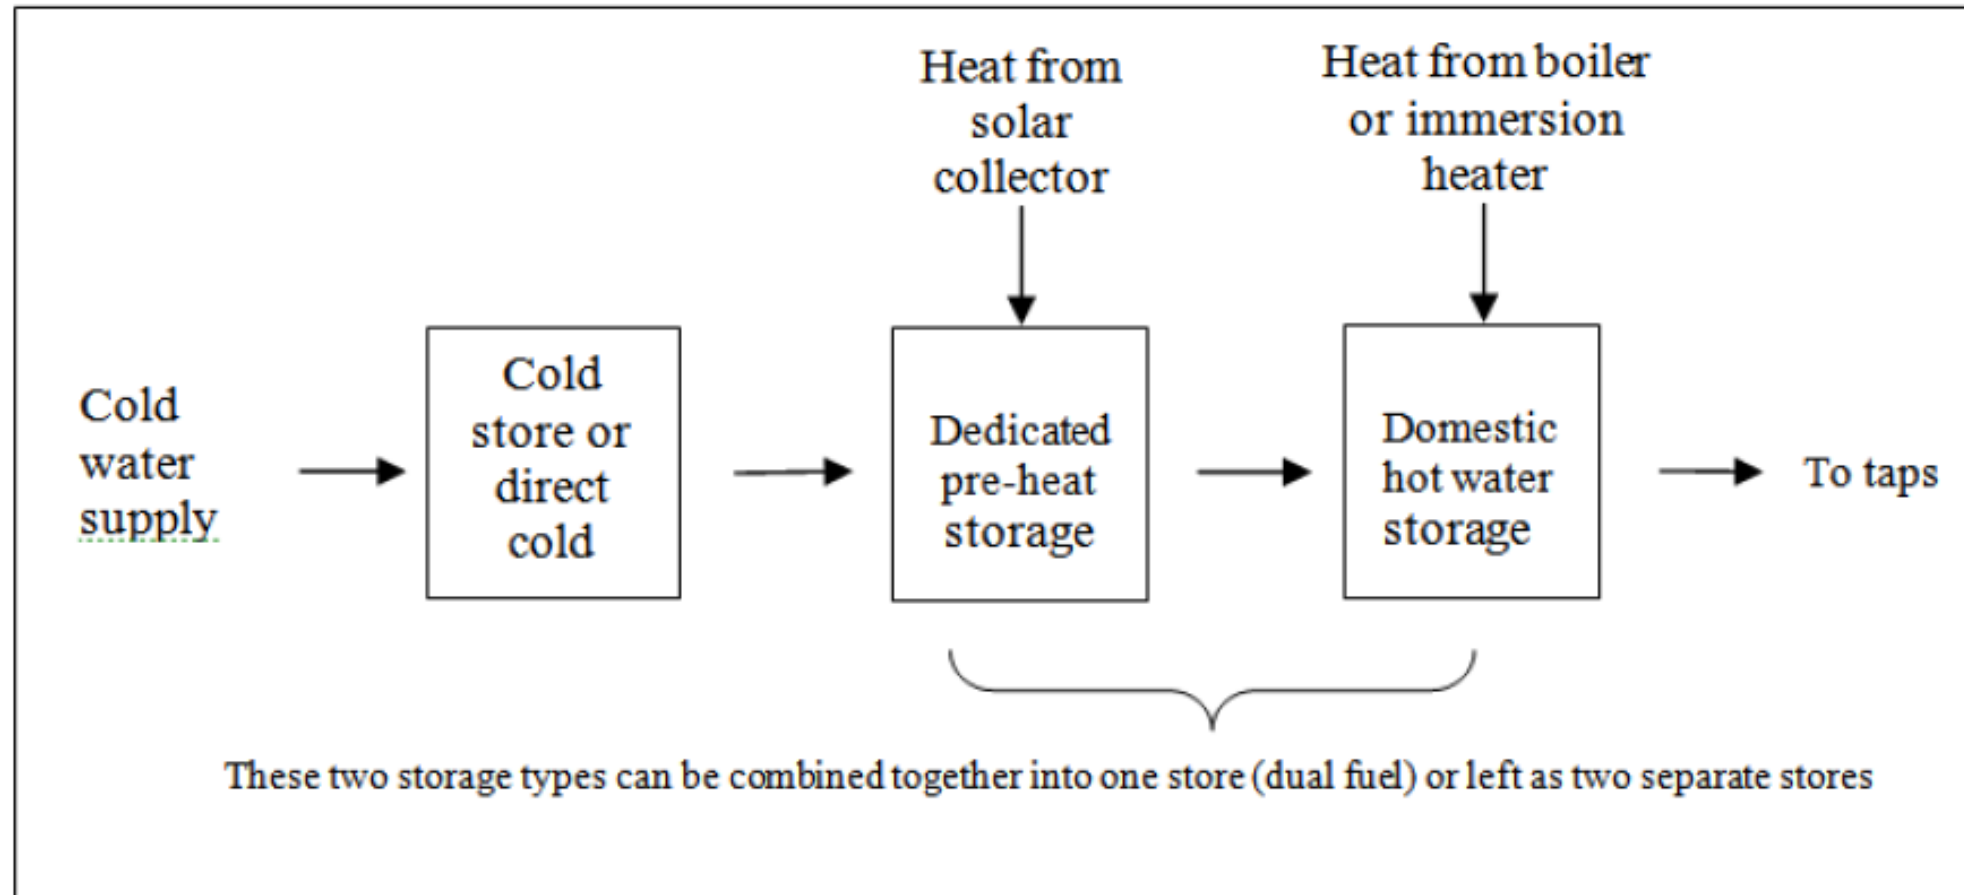 Heat from
solar
collector
Heat from boiler
or immersion
heater
Cold
water
supply
Cold
store or
direct
cold
Dedicated
pre-heat
storage
Domestic
hot water
storage
To taps
These two storage types can be combined together into one store (dual fuel) or left as two separate stores